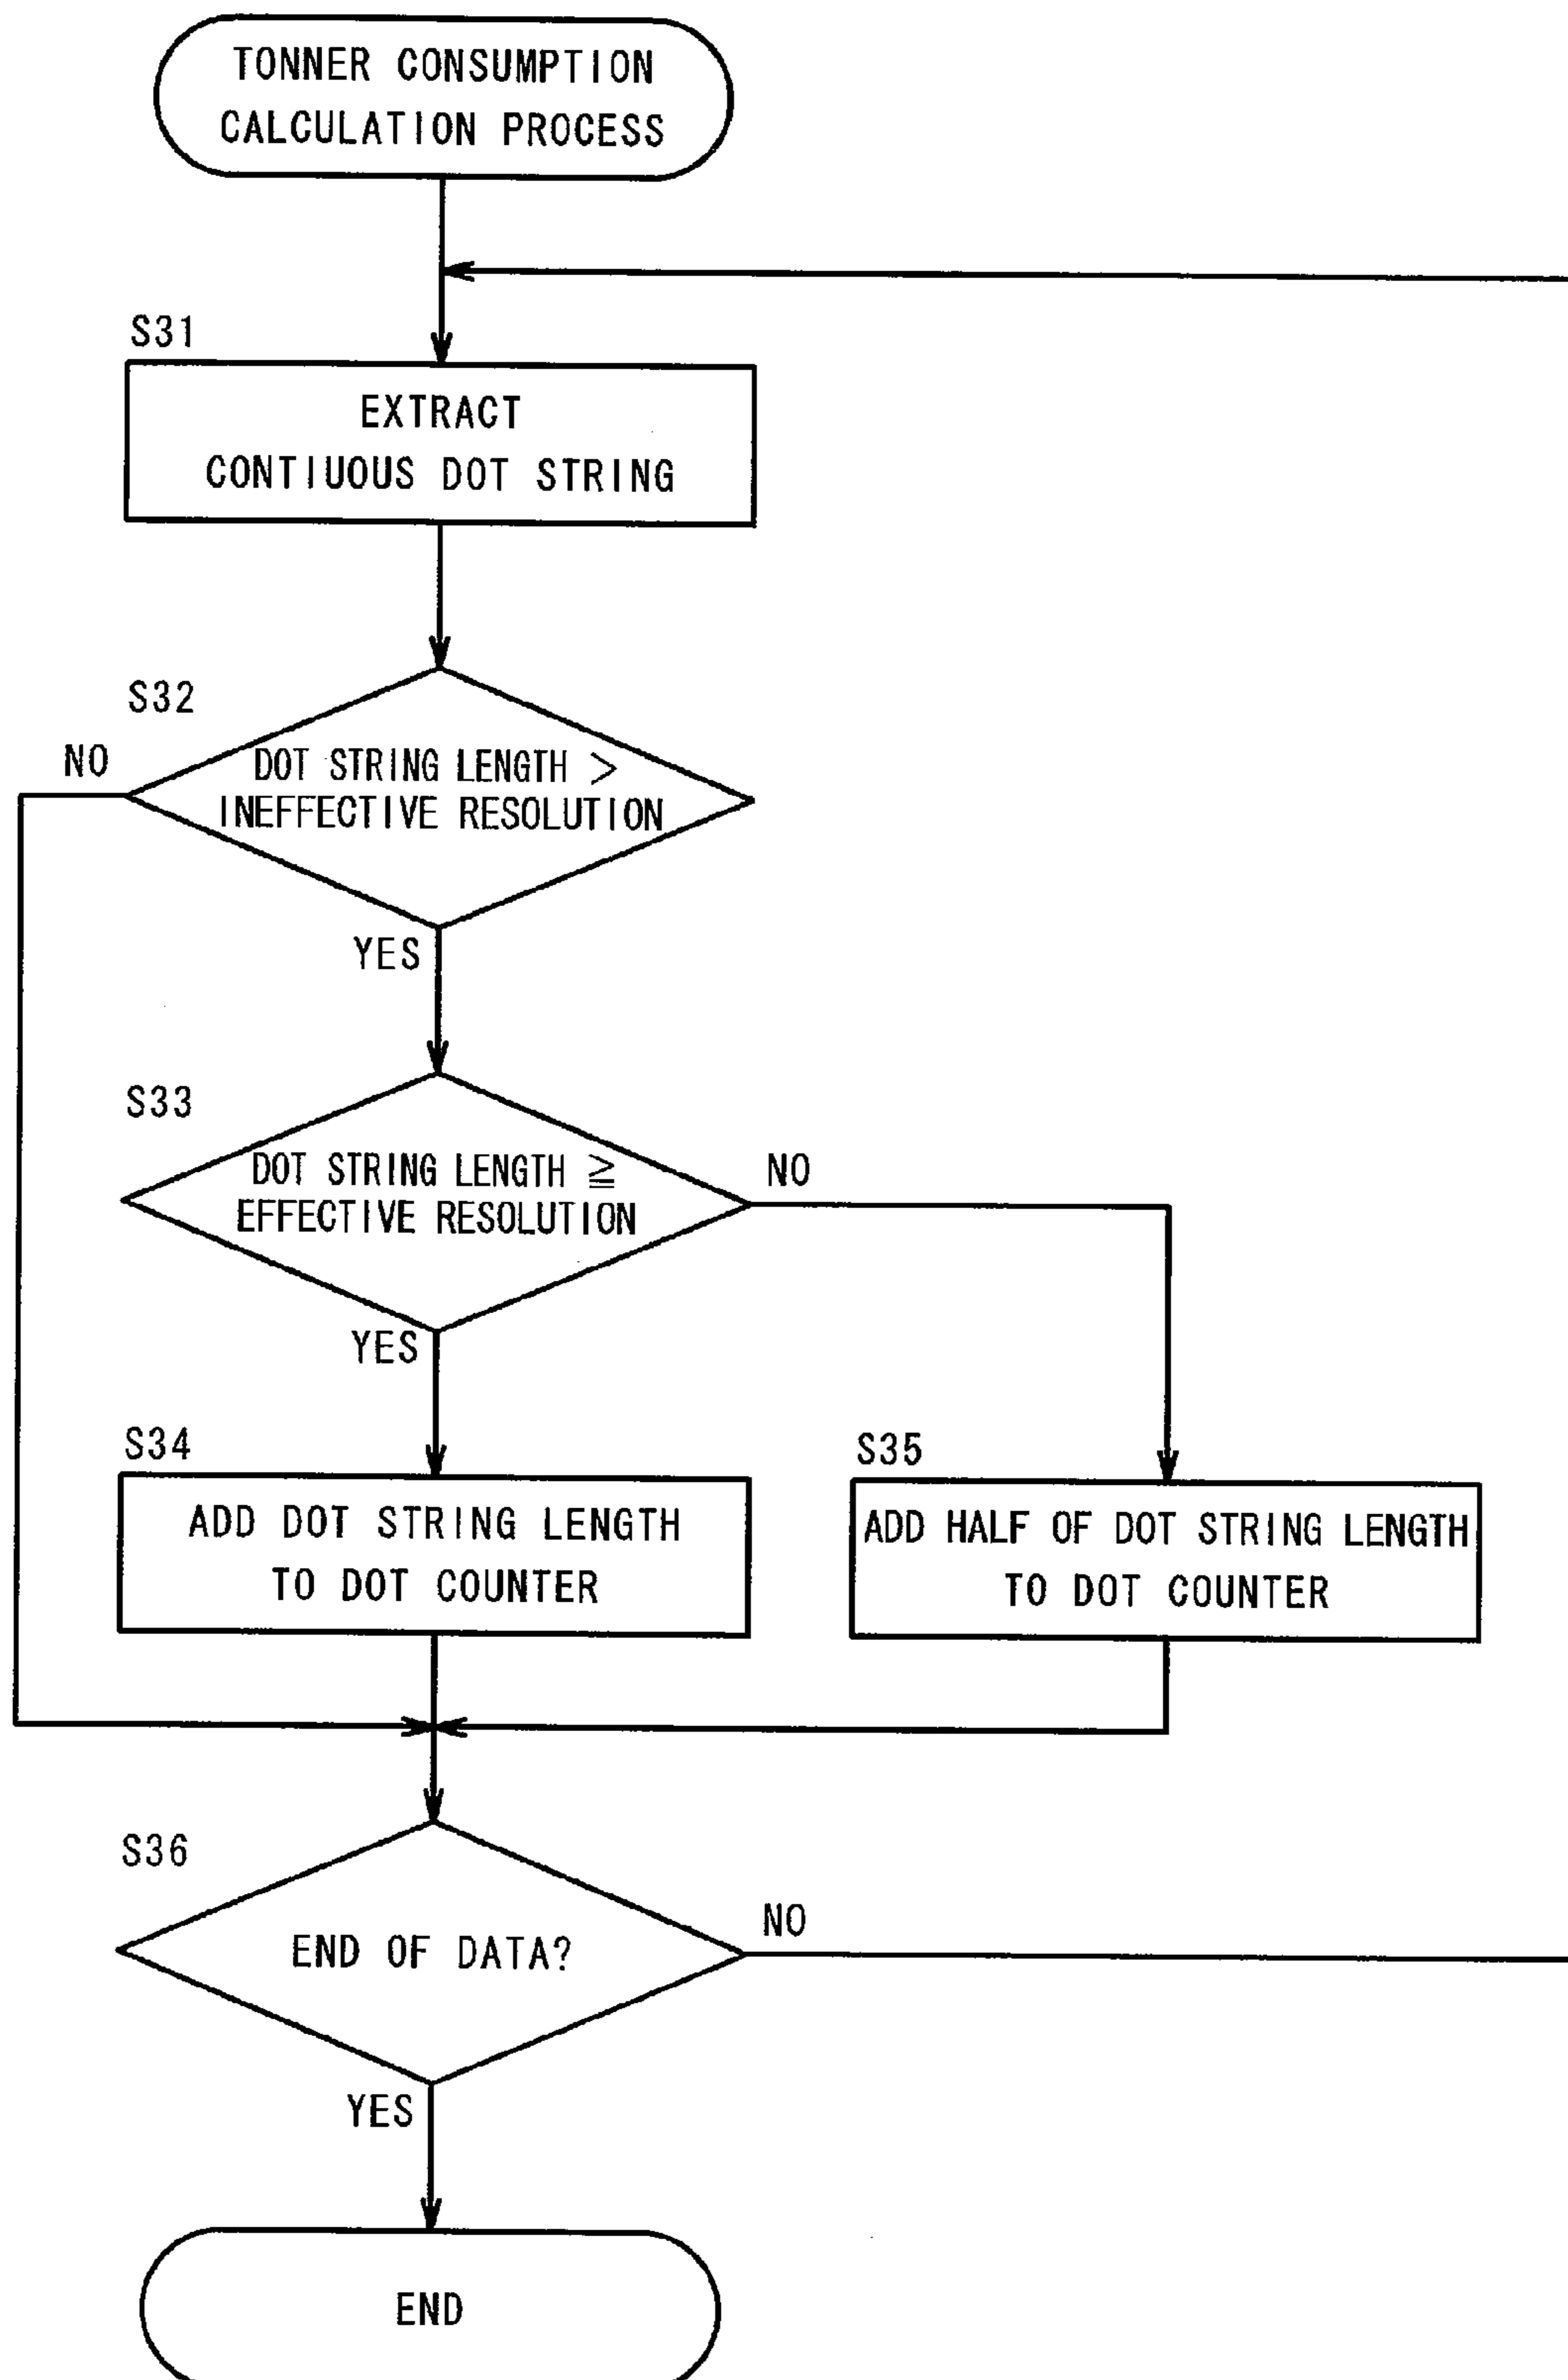 TONNER CONSUMPTION
CALCULATION PROCESS
S31
EXTRACT
CONTIUOUS DOT STRING
S32
NO
DOT STRING LENGTH >
INEFFECTIVE RESOLUTION
YES
S33
DOT STRING LENGTH ≧
EFFECTIVE RESOLUTION
NO
YES
S34
ADD DOT STRING LENGTH
TO DOT COUNTER
S35
ADD HALF OF DOT STRING LENGTH
TO DOT COUNTER
S36
END OF DATA?
NO
YES
END